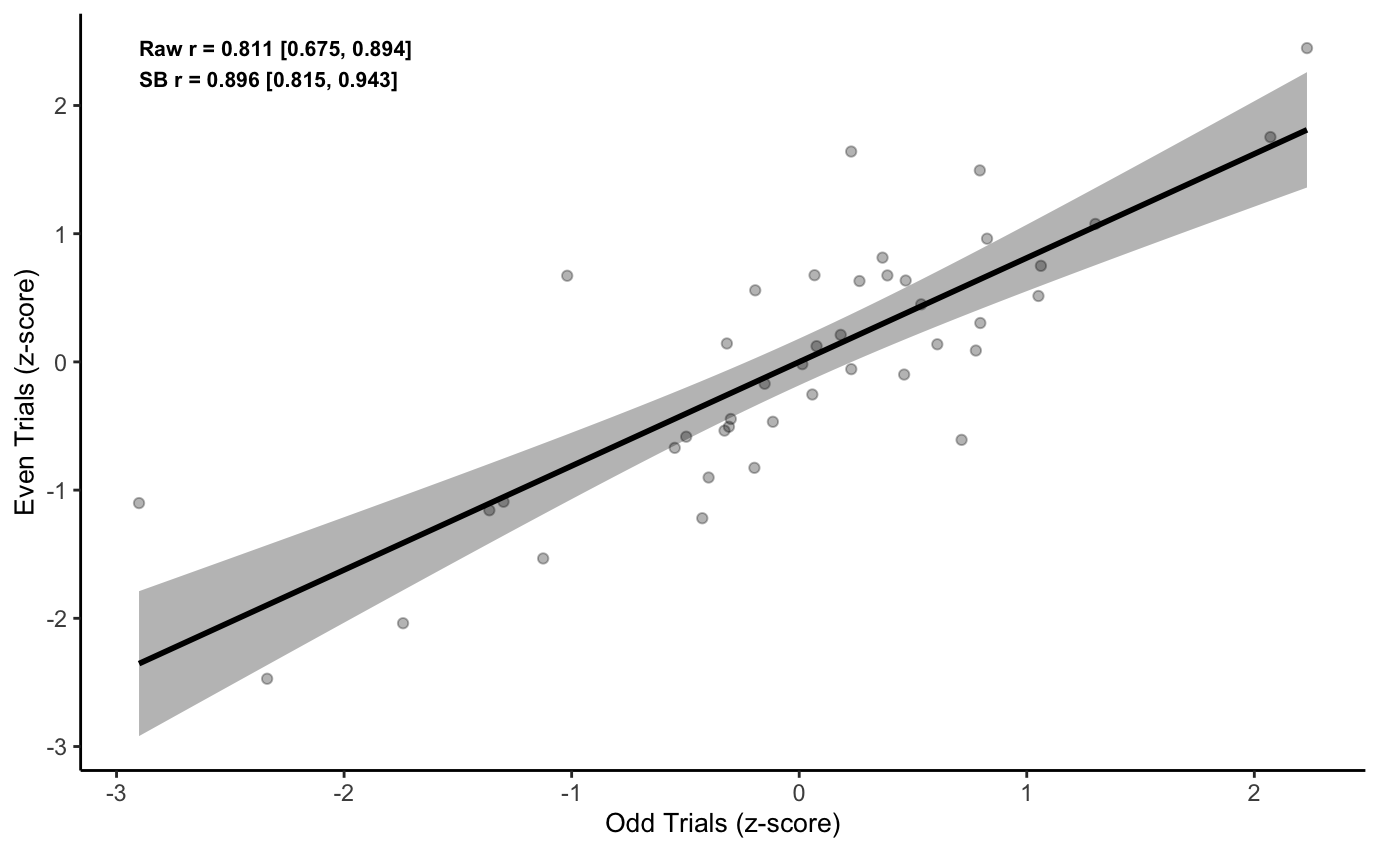 Raw r = 0.811 [0.675, 0.894]
SB r = 0.896 [0.815, 0.943]
Even Trials (z-score)
2
1
0
-1
-2
-3
-3 -2 -1 0 1 2
Odd Trials (z-score)